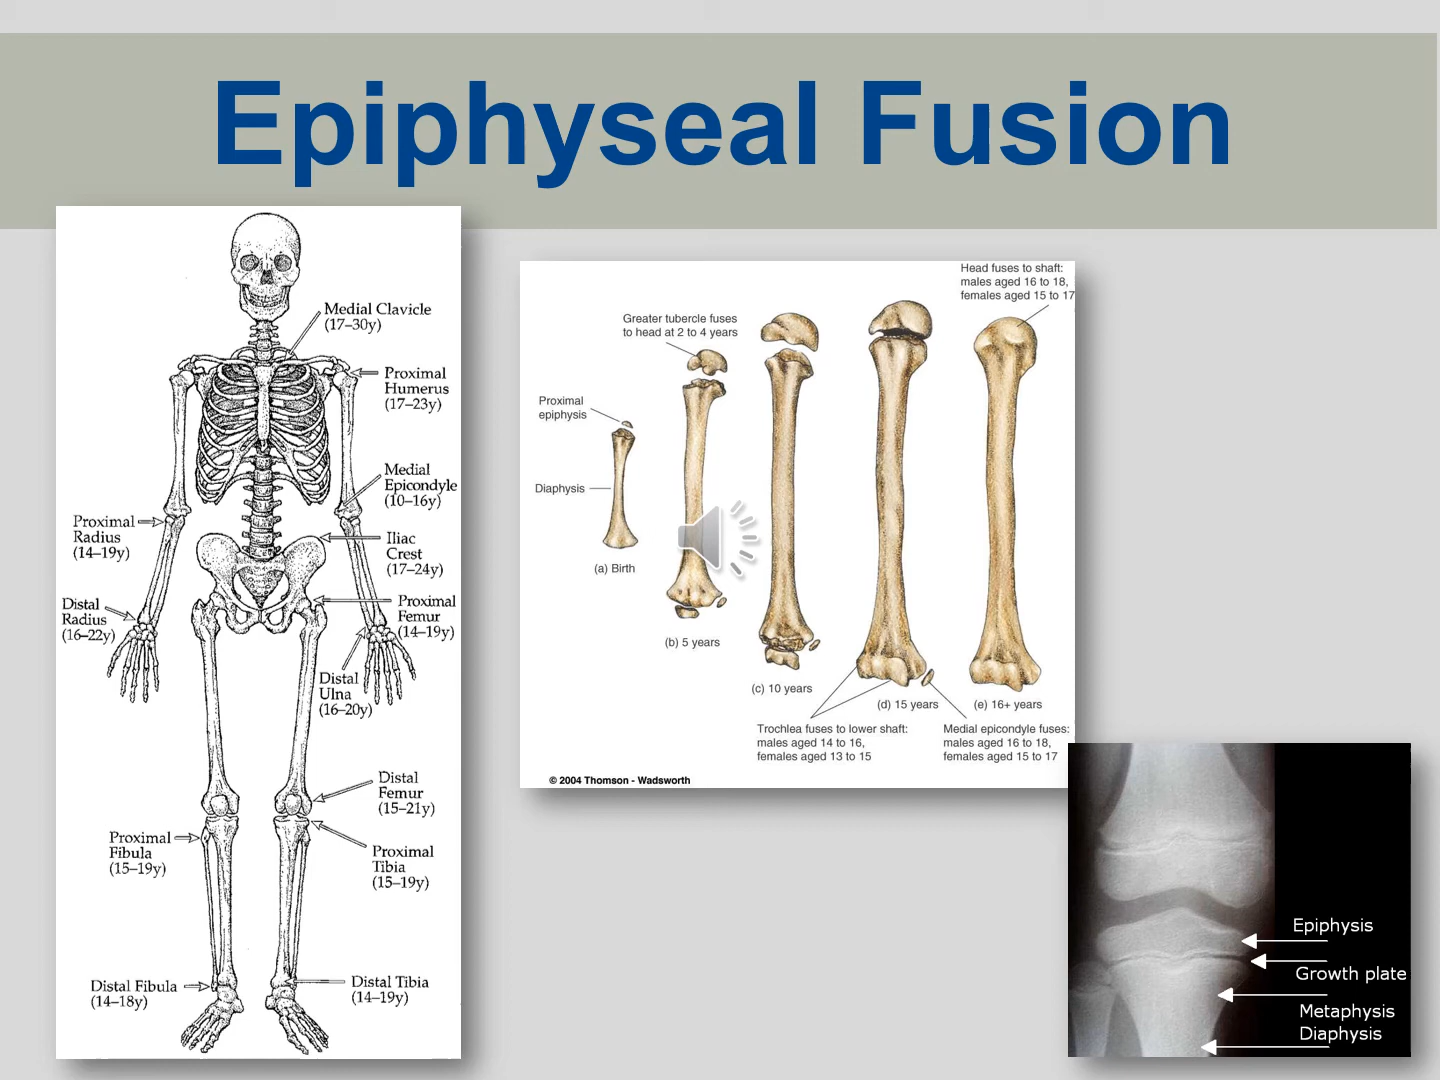 Epiphyseal Fusion
Medial Clavicle
(17–30y)
Proximal
Humerus
(17–23y)
Medial
Epicondyle
(10–16y)
Proximal
Radius
(14–19y)
Iliac
Crest
(17–24y)
Distal
Radius
(16–22y)
Proximal
Femur
(14–19y)
Distal
Ulna
(16–20y)
Distal
Femur
(15–21y)
Proximal
Fibula
(15–19y)
Proximal
Tibia
(15–19y)
Distal Fibula
(14–18y)
Distal Tibia
(14–19y)
Head fuses to shaft:
males aged 16 to 18,
females aged 15 to 17
Greater tubercle fuses
to head at 2 to 4 years
Proximal
epiphysis
Diaphysis
(a) Birth
(b) 5 years
(c) 10 years
(d) 15 years
(e) 16+ years
Trochlea fuses to lower shaft:
males aged 14 to 16,
females aged 13 to 15
Medial epicondyle fuses:
males aged 16 to 18,
females aged 15 to 17
© 2004 Thomson - Wadsworth
Epiphysis
Growth plate
Metaphysis
Diaphysis